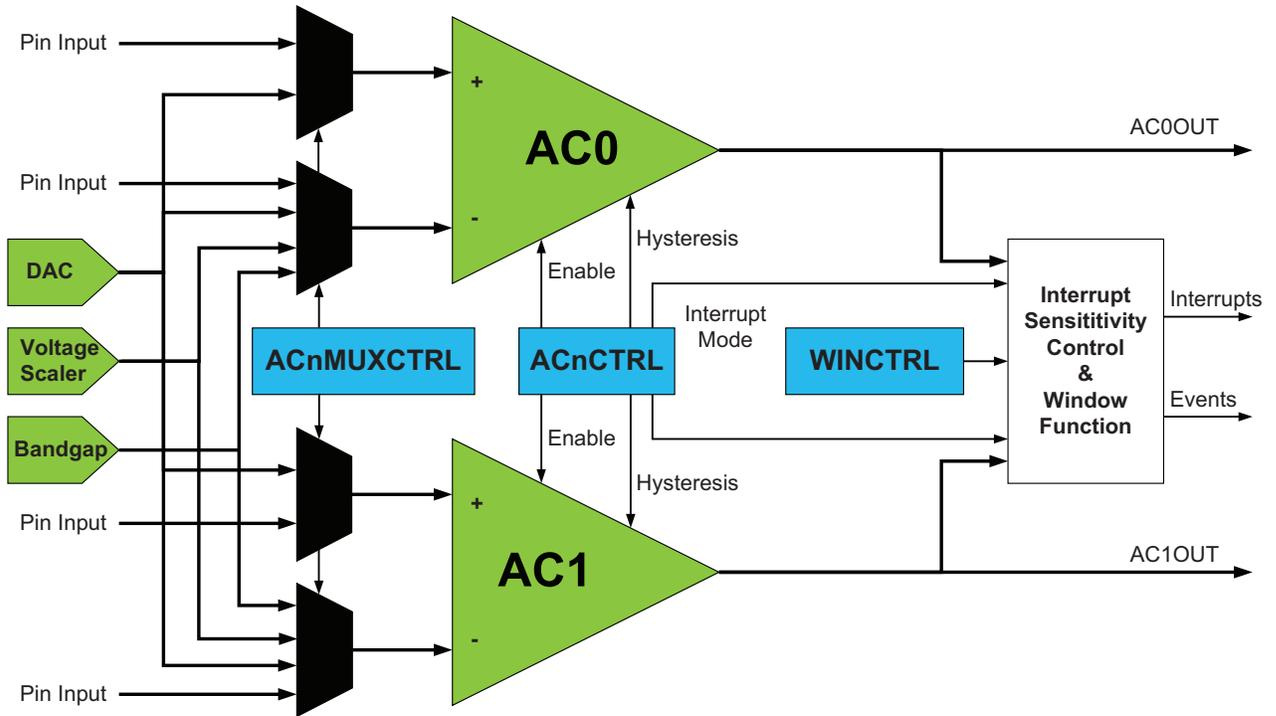 Pin Input
+
AC0
-
AC0OUT
Pin Input
DAC
Hysteresis
Enable
Interrupt
Mode
Voltage
Scaler
ACnMUXCTRL
ACnCTRL
WINCTRL
Interrupt
Sensititivity
Control
&
Window
Function
Interrupts
Events
Bandgap
Enable
Hysteresis
Pin Input
+
AC1
-
AC1OUT
Pin Input